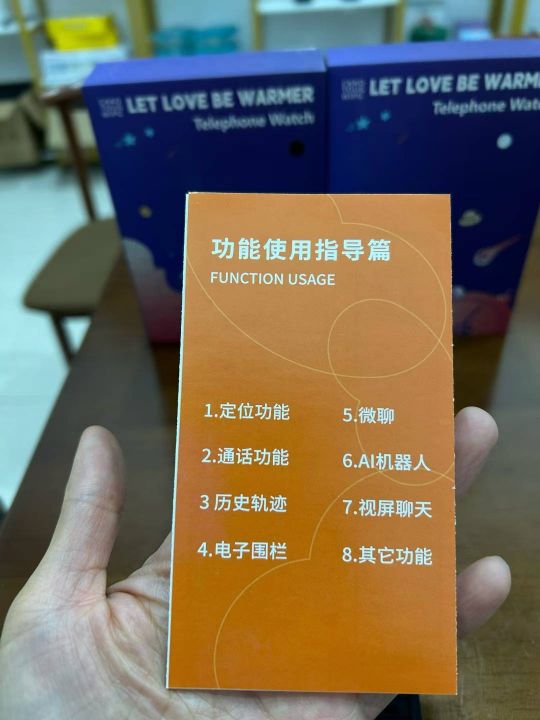 LET LOVE BE WARMER
Telephone Watch
LET LOVE BE WARM
Telephone Wat
功能使用指导篇
FUNCTION USAGE
1.定位功能
2.通话功能
3 历史轨迹
4.电子围栏
5.微聊
6.AI机器人
7.视屏聊天
8.其它功能